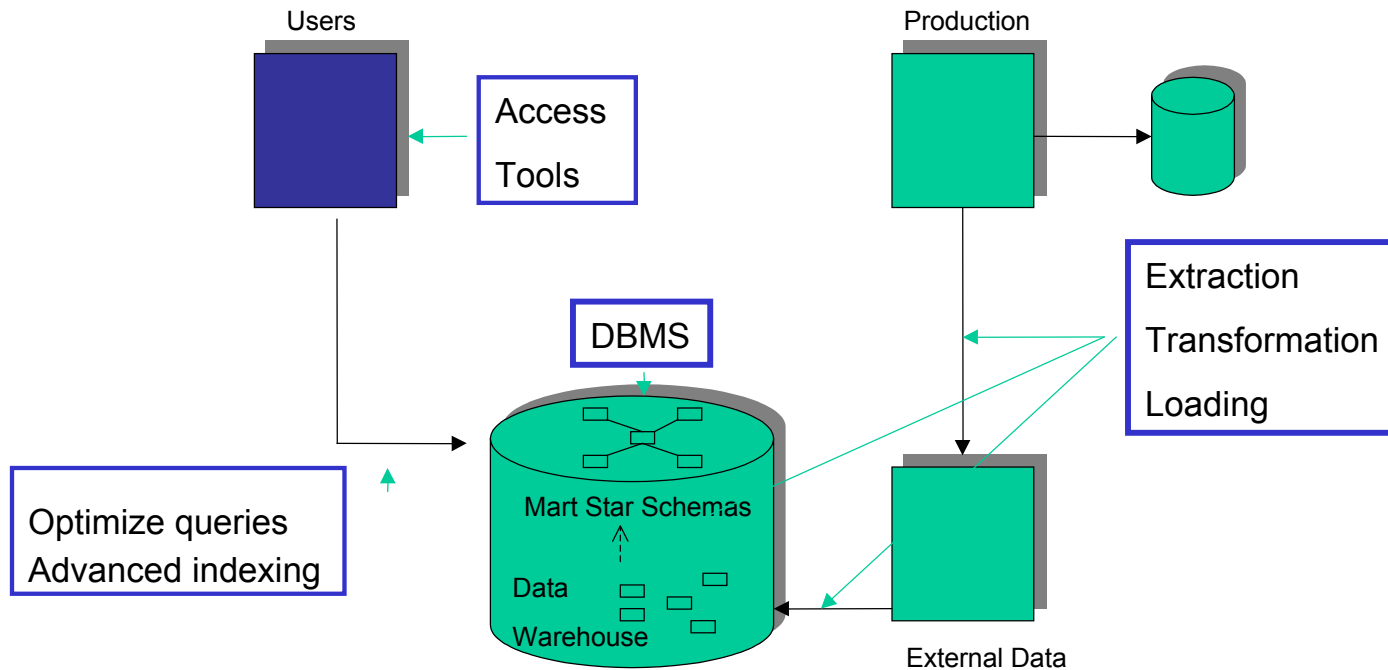 Users
Production
Access
Tools
Extraction
Transformation
Loading
DBMS
Mart Star Schemas
Optimize queries
Advanced indexing
Data
Warehouse
External Data